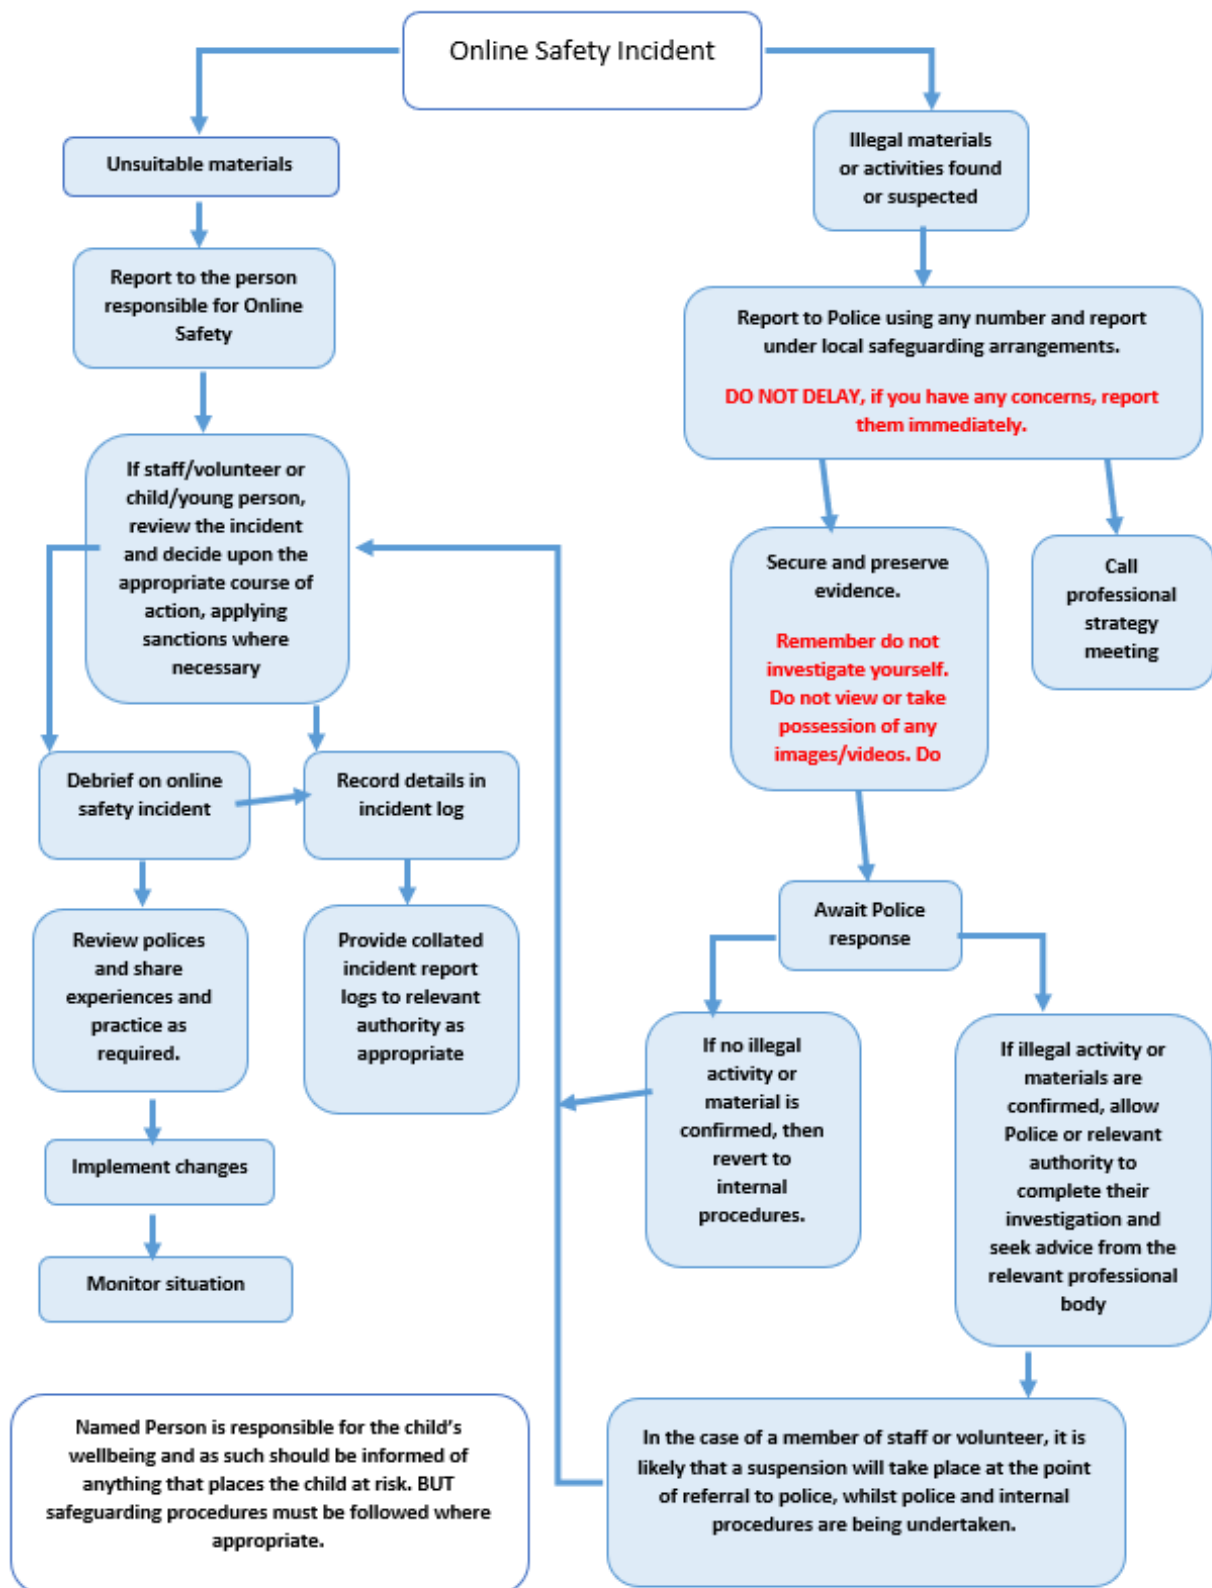 Online Safety Incident
Unsuitable materials
Report to the person
responsible for Online
Safety
If staff/volunteer or
child/young person,
review the incident
and decide upon the
appropriate course of
action, applying
sanctions where
necessary
Debrief on online
safety incident
Record details in
incident log
Review polices
and share
experiences and
practice as
required.
Provide collated
incident report
logs to relevant
authority as
appropriate
Implement changes
Monitor situation
Illegal materials
or activities found
or suspected
Report to Police using any number and report
under local safeguarding arrangements.
DO NOT DELAY, if you have any concerns, report
them immediately.
Secure and preserve
evidence.
Remember do not
investigate yourself.
Do not view or take
possession of any
images/videos. Do
Call
professional
strategy
meeting
Await Police
response
If no illegal
activity or
material is
confirmed, then
revert to
internal
procedures.
If illegal activity or
materials are
confirmed, allow
Police or relevant
authority to
complete their
investigation and
seek advice from the
relevant professional
body
In the case of a member of staff or volunteer, it is
likely that a suspension will take place at the point
of referral to police, whilst police and internal
procedures are being undertaken.
Named Person is responsible for the child's
wellbeing and as such should be informed of
anything that places the child at risk. BUT
safeguarding procedures must be followed where
appropriate.